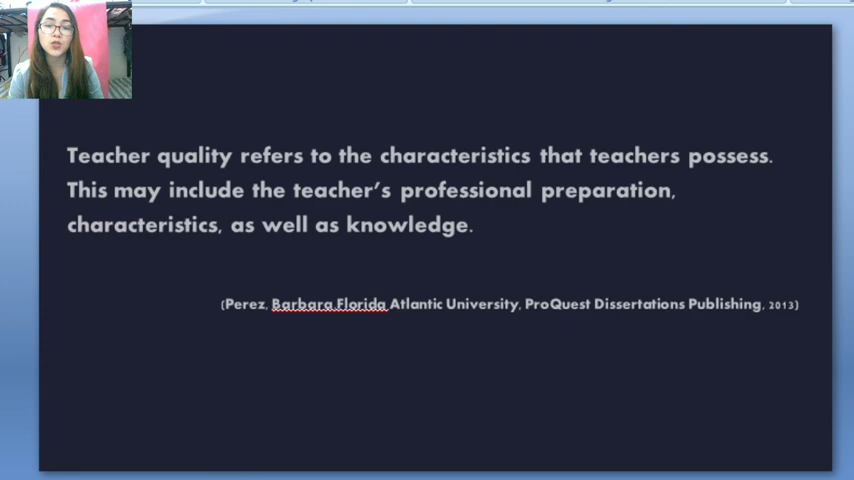 Teacher quality refers to the characteristics that teachers possess.
This may include the teacher's professional preparation,
characteristics, as well as knowledge.
(Perez, Barbara.Florida Atlantic University, ProQuest Dissertations Publishing, 2013)